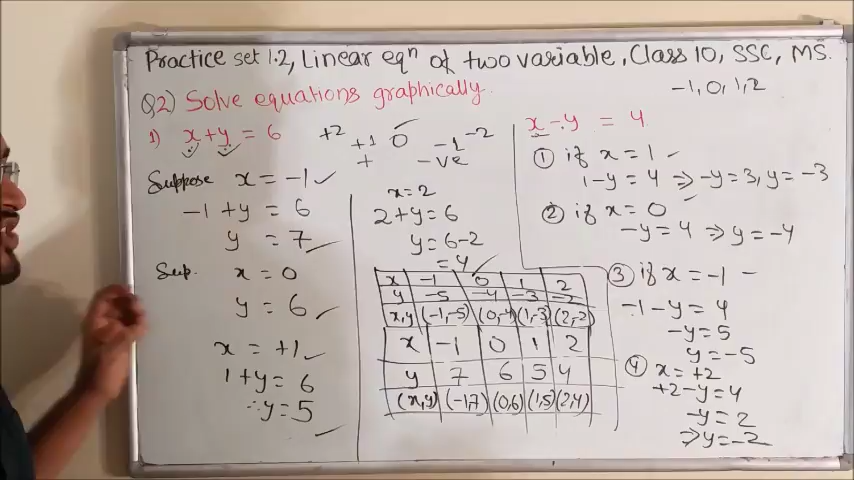 Practice set 1.2, Linear eqⁿ of two variable, Class 10, SSC, MS.
-1, 0, 1, 2
Q2) Solve equations graphically
1) x+y = 6
+2 +1 0 -1 -2
+ -ve
Suppose x = -1
-1 + y = 6
y = 7
Sup. x = 0
y = 6
x = +1
1 + y = 6
∴ y = 5
x = 2
2 + y = 6
y = 6-2
= 4
x -1 0 1 2
y -5 -4 -3 -2
x,y (-1,-5) (0,-4) (1,-3) (2,-2)
x -1 0 1 2
y 7 6 5 4
(x,y) (-1,7) (0,6) (1,5) (2,4)
x - y = 4
① if x = 1
1 - y = 4 ⇒ -y = 3, y = -3
② if x = 0
-y = 4 ⇒ y = -4
③ if x = -1
-1 - y = 4
-y = 5
y = -5
④ x = +2
+2 - y = 4
-y = 2
⇒ y = -2